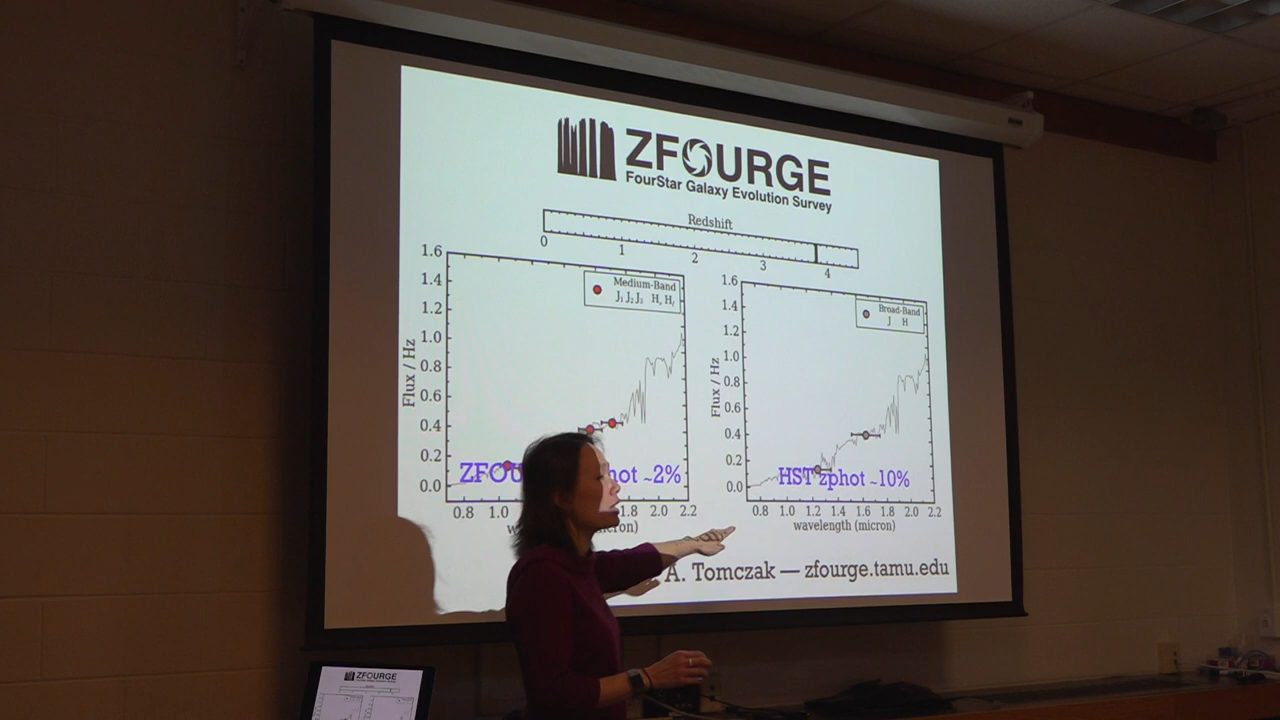 ZFOURGE
FourStar Galaxy Evolution Survey
Redshift
0 1 2 3 4
1.6
1.4
1.2
1.0
0.8
0.6
0.4
0.2
0.0
Flux / Hz
Medium-Band
J₁ J₂ J₃ Hₛ Hₗ
ZFOU
hot ~2%
0.8 1.0
1.8 2.0 2.2
cron)
1.6
1.4
1.2
1.0
0.8
0.6
0.4
0.2
0.0
Flux / Hz
Broad-Band
J H
HST zphot ~10%
0.8 1.0 1.2 1.4 1.6 1.8 2.0 2.2
wavelength (micron)
A. Tomczak — zfourge.tamu.edu
ZFOURGE